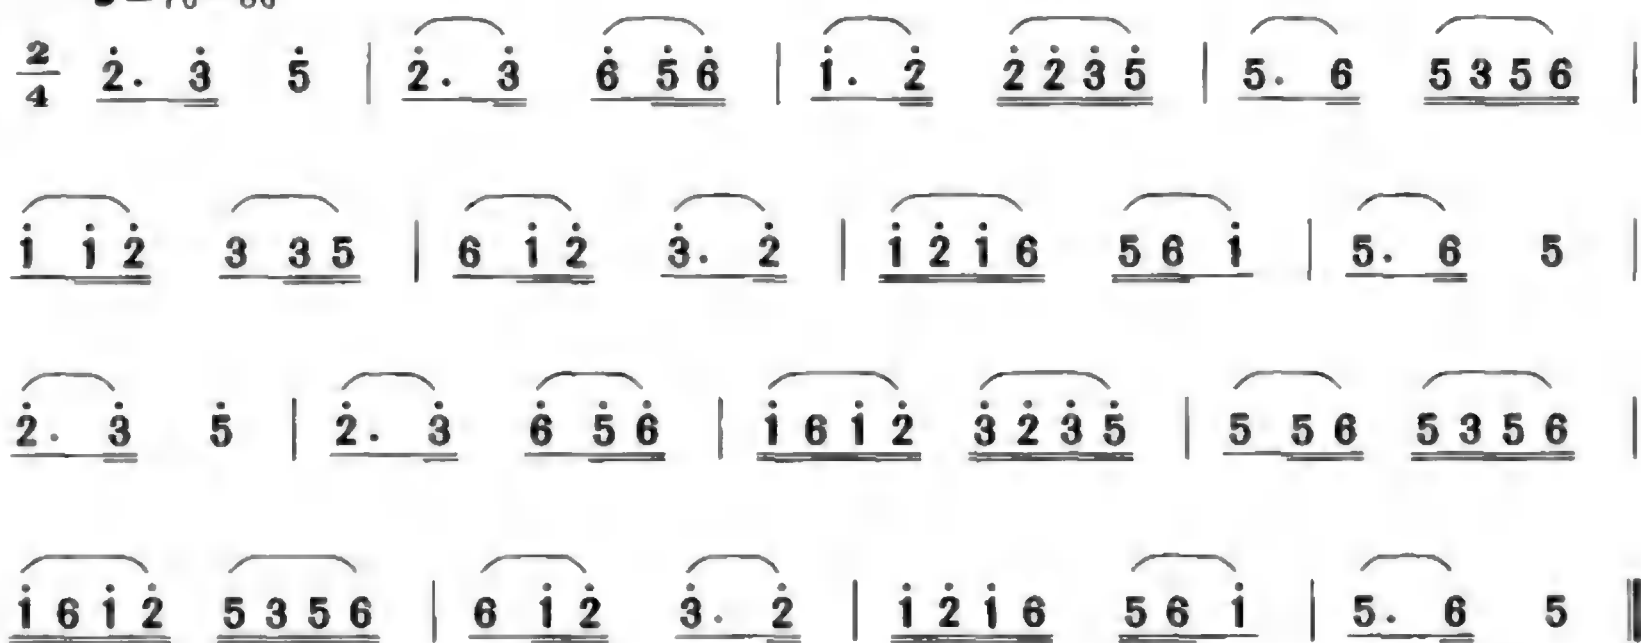 ♩=76-80
2/4 2̇. 3̇ 5̇ | 2̇. 3̇ 6̇ 5̇ 6̇ | 1̇. 2̇ 2̇ 2̇ 3̇ 5̇ | 5. 6 5 3 5 6 |
1̇ 1̇ 2̇ 3 3 5 | 6 1̇ 2̇ 3̇. 2̇ | 1̇ 2̇ 1̇ 6 5 6 1̇ | 5. 6 5 |
2̇. 3̇ 5̇ | 2̇. 3̇ 6̇ 5̇ 6̇ | 1̇ 6 1̇ 2̇ 3̇ 2̇ 3̇ 5̇ | 5 5 6 5 3 5 6 |
1̇ 6 1̇ 2̇ 5 3 5 6 | 6 1̇ 2̇ 3̇. 2̇ | 1̇ 2̇ 1̇ 6 5 6 1̇ | 5. 6 5 ‖